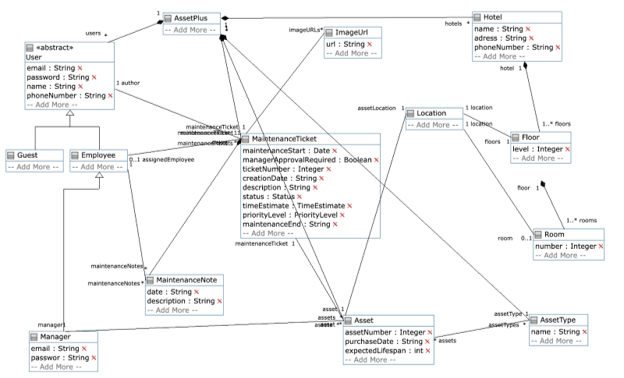 AssetPlus
-- Add More --
1
1
users *
hotels *
Hotel
name : String
adress : String
phoneNumber : String
-- Add More --
imageURLs*
ImageUrl
url : String
-- Add More --
«abstract»
User
email : String
password : String
name : String
phoneNumber : String
-- Add More --
1 author
hotel 1
1..* floors
assetLocation 1
Location
-- Add More --
1 location
1 location
floors 1
Floor
level : Integer
-- Add More --
floor 1
1..* rooms
room 0..1
Room
number : Integer
-- Add More --
Guest
-- Add More --
Employee
-- Add More --
0..1 assignedEmployee
maintenanceTicket 1
MaintenanceTicket
maintenanceStart : Date
managerApprovalRequired : Boolean
ticketNumber : Integer
creationDate : String
description : String
status : Status
timeEstimate : TimeEstimate
priorityLevel : PriorityLevel
maintenanceEnd : String
-- Add More --
maintenanceTicket 1
maintenanceNotes *
maintenanceNotes *
MaintenanceNote
date : String
description : String
-- Add More --
manager1
Manager
email : String
passwor : String
-- Add More --
asset 1
assets
Asset
assetNumber : Integer
purchaseDate : String
expectedLifespan : int
-- Add More --
* assets
assetType 1
assetTypes *
AssetType
name : String
-- Add More --